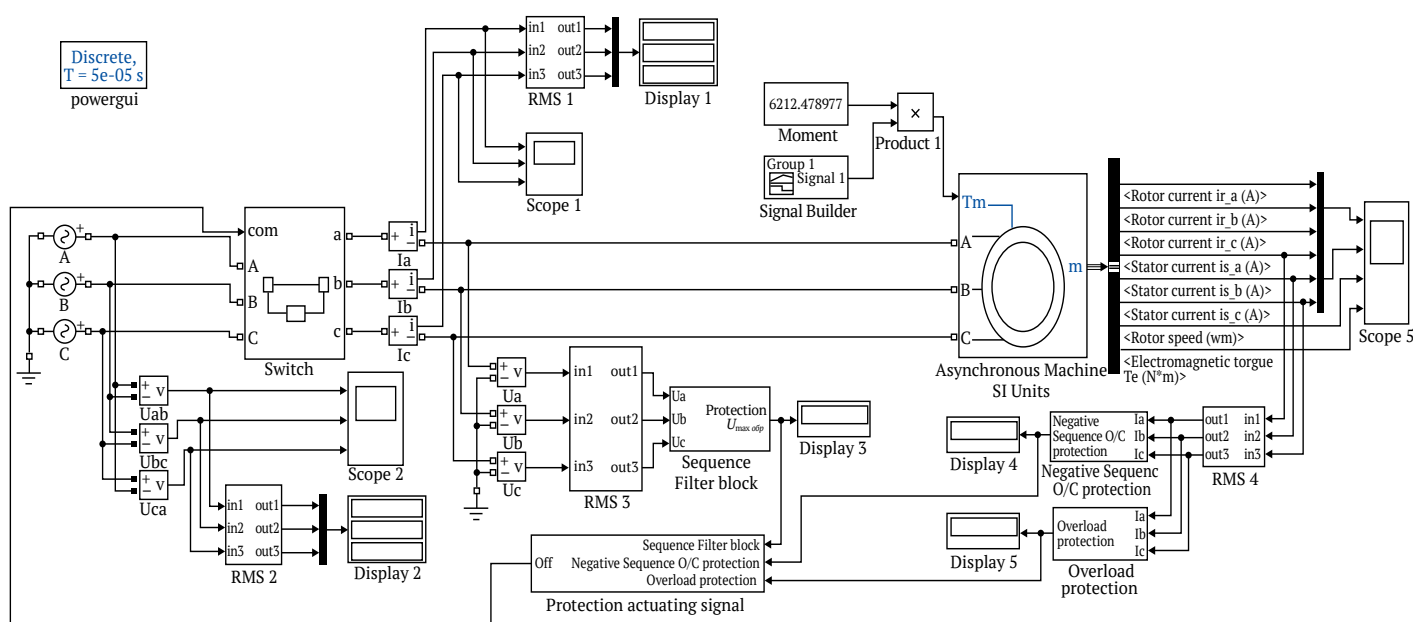 Discrete,
T = 5e-05 s
powergui
in1 out1
in2 out2
in3 out3
RMS 1
Display 1
Scope 1
6212.478977
Moment
×
Product 1
Group 1
Signal 1
Signal Builder
Tm
A
B
C
m
Asynchronous Machine
SI Units
<Rotor current ir_a (A)>
<Rotor current ir_b (A)>
<Rotor current ir_c (A)>
<Stator current is_a (A)>
<Stator current is_b (A)>
<Stator current is_c (A)>
<Rotor speed (wm)>
<Electromagnetic torgue
Te (N*m)>
Scope 5
+
A
+
B
+
C
com
A
B
C
a
b
c
Switch
+ i
−
Ia
+ i
−
Ib
+ i
−
Ic
+ v
−
Uab
+ v
−
Ubc
+ v
−
Uca
Scope 2
in1 out1
in2 out2
in3 out3
RMS 2
Display 2
+ v
−
Ua
+ v
−
Ub
+ v
−
Uc
in1 out1
in2 out2
in3 out3
RMS 3
Ua
Ub
Uc
Protection
Umax обр
Sequence
Filter block
Display 3
Display 4
Negative
Sequence O/C
protection
Ia
Ib
Ic
Negative Sequenc
O/C protection
out1 in1
out2 in2
out3 in3
RMS 4
Display 5
Overload
protection
Ia
Ib
Ic
Overload
protection
Off
Sequence Filter block
Negative Sequence O/C protection
Overload protection
Protection actuating signal